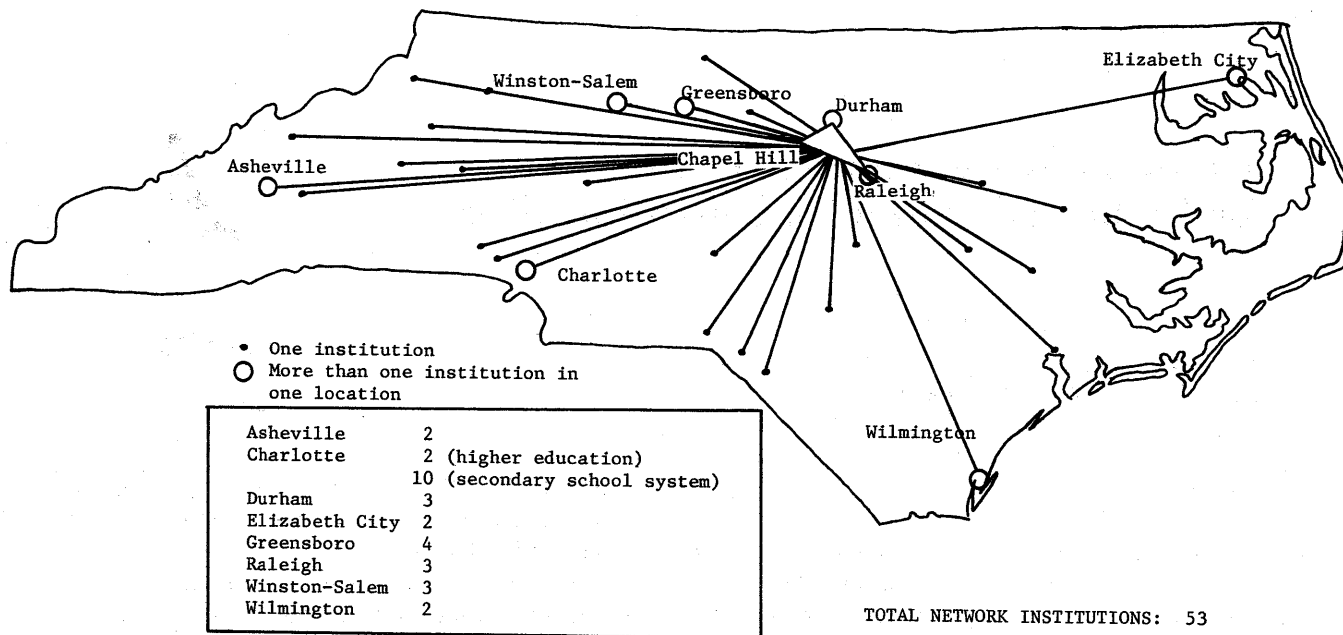 Elizabeth City
Winston-Salem
Greensboro
Durham
Chapel Hill
Asheville
Raleigh
Charlotte
One institution
More than one institution in
one location
Wilmington
Asheville 2
Charlotte 2 (higher education)
10 (secondary school system)
Durham 3
Elizabeth City 2
Greensboro 4
Raleigh 3
Winston-Salem 3
Wilmington 2
TOTAL NETWORK INSTITUTIONS: 53